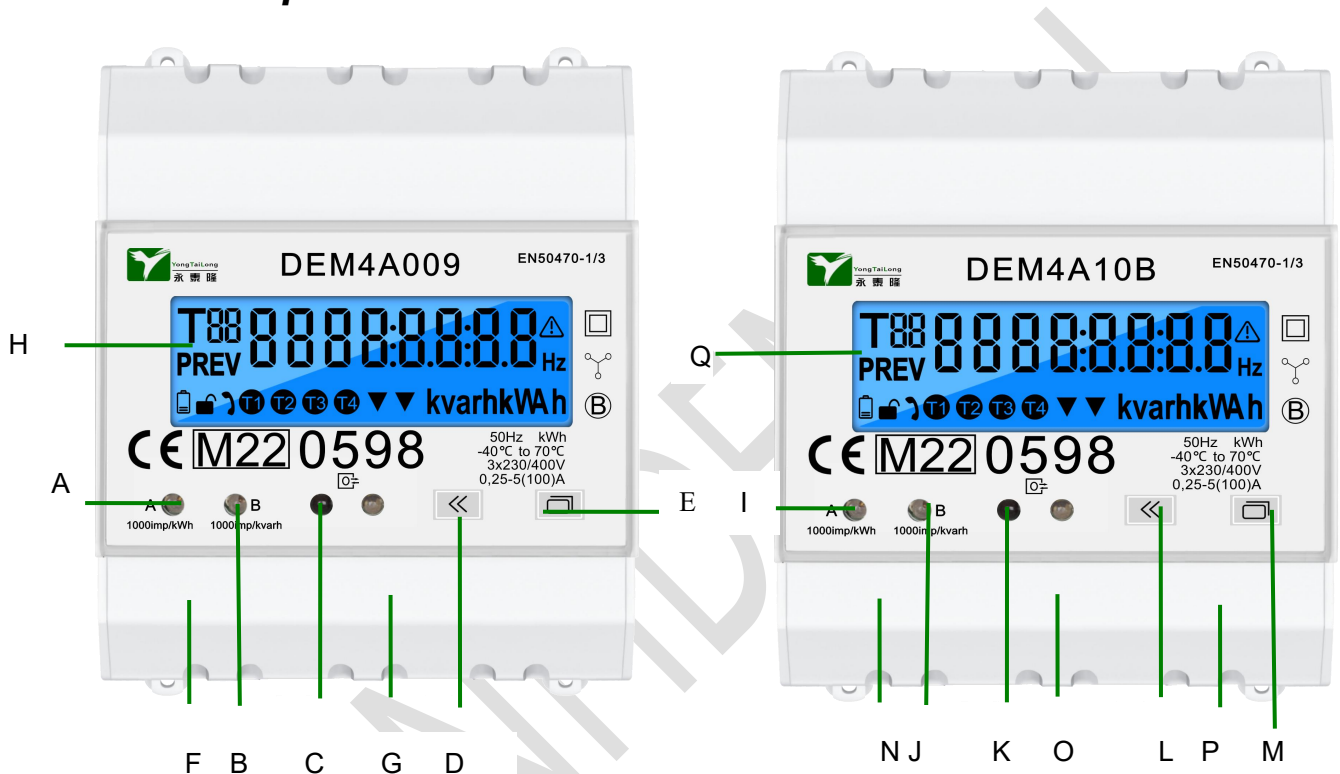 DEM4A009 EN50470-1/3
YongTaiLong
永泰隆
T88 8888:8.8:8.8
PREV Hz
T1 T2 T3 T4 kvarhkWAh
B
CE M22 0598
50Hz kWh
-40℃ to 70℃
3x230/400V
0,25-5(100)A
A B
1000imp/kWh 1000imp/kvarh
H
A
E
F B C G D
DEM4A10B EN50470-1/3
YongTaiLong
永泰隆
T88 8888:8.8:8.8
PREV Hz
T1 T2 T3 T4 kvarhkWAh
B
CE M22 0598
50Hz kWh
-40℃ to 70℃
3x230/400V
0,25-5(100)A
A B
1000imp/kWh 1000imp/kvarh
Q
I
N J K O L P M